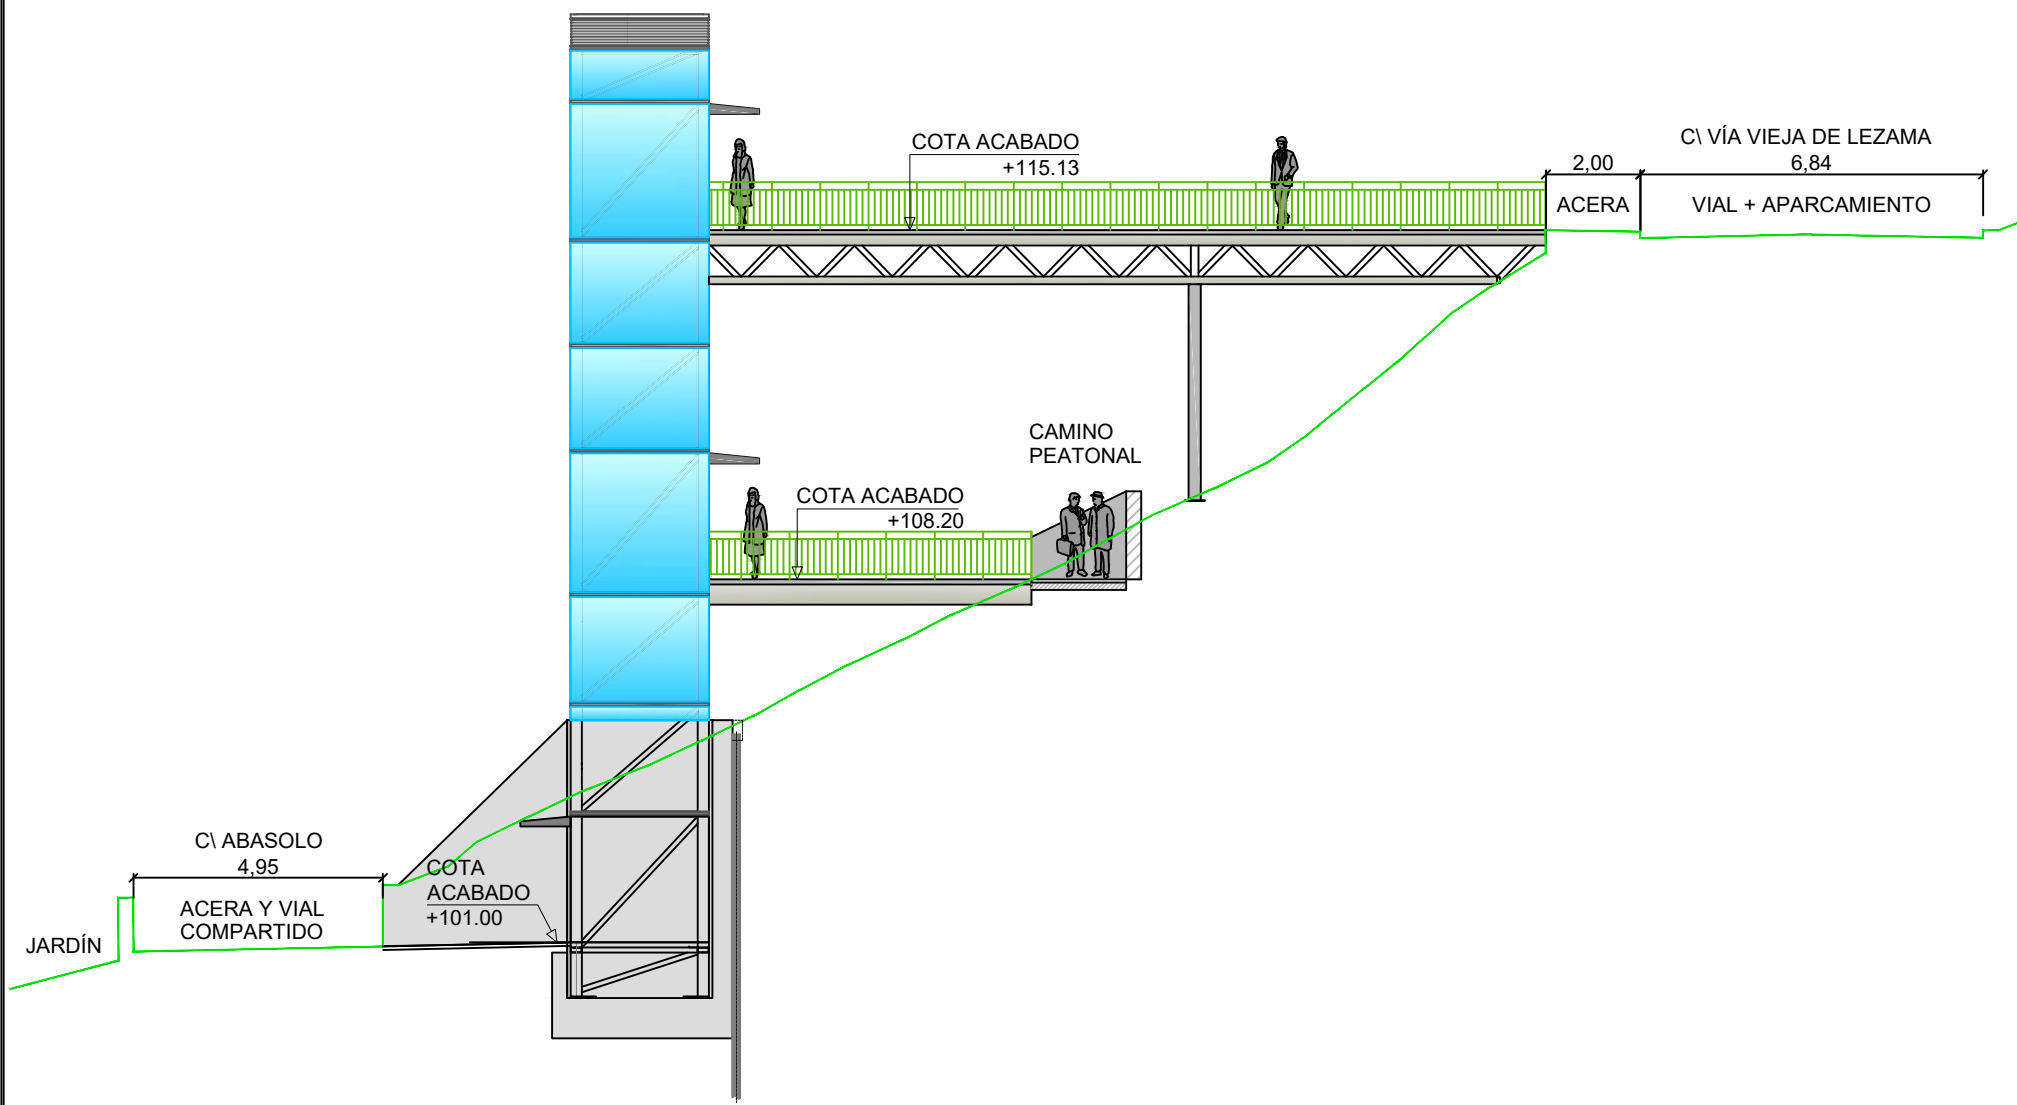 C\ VÍA VIEJA DE LEZAMA
COTA ACABADO
+115.13
2,00
6,84
ACERA
VIAL + APARCAMIENTO
CAMINO
PEATONAL
COTA ACABADO
+108.20
C\ ABASOLO
4,95
ACERA Y VIAL
COMPARTIDO
JARDÍN
COTA
ACABADO
+101.00